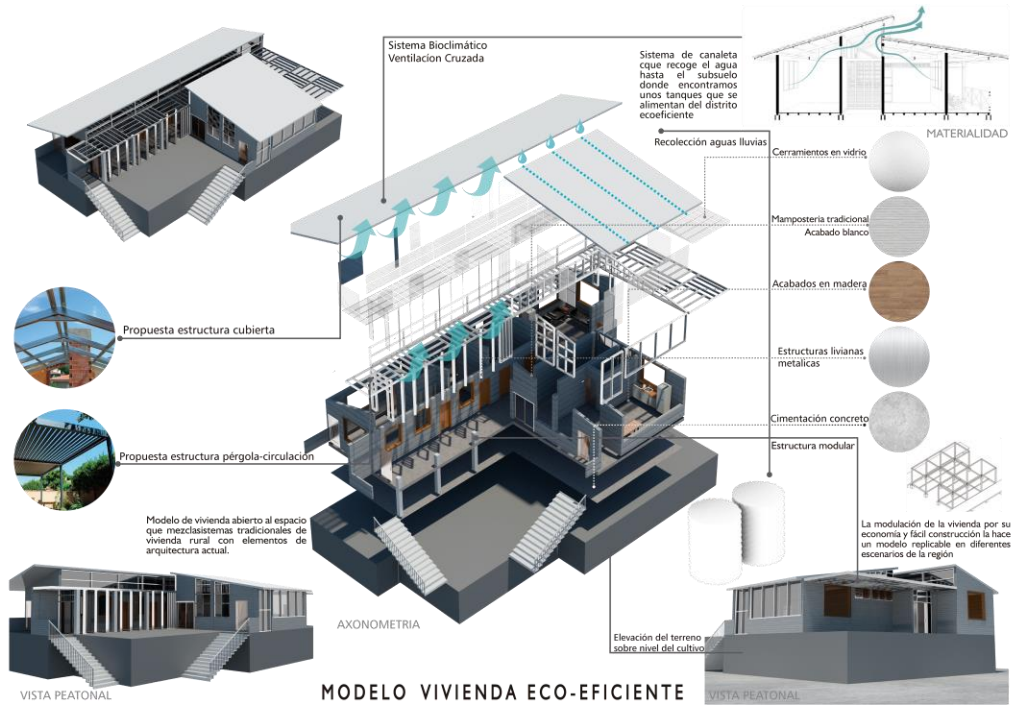 Sistema Bioclimático
Ventilacion Cruzada
Sistema de canaleta
cque recoge el agua
hasta el subsuelo
donde encontramos
unos tanques que se
alimentan del distrito
ecoeficiente
Recolección aguas lluvias
MATERIALIDAD
Cerramientos en vidrio
Mamposteria tradicional
Acabado blanco
Acabados en madera
Estructuras livianas
metalicas
Cimentación concreto
Estructura modular
Propuesta estructura cubierta
Propuesta estructura pérgola-circulación
Modelo de vivienda abierto al espacio
que mezclasistemas tradicionales de
vivienda rural con elementos de
arquitectura actual.
La modulación de la vivienda por su
economía y fácil construcción la hace
un modelo replicable en diferentes
escenarios de la región
AXONOMETRIA
Elevación del terreno
sobre nivel del cultivo
VISTA PEATONAL
MODELO VIVIENDA ECO-EFICIENTE
VISTA PEATONAL